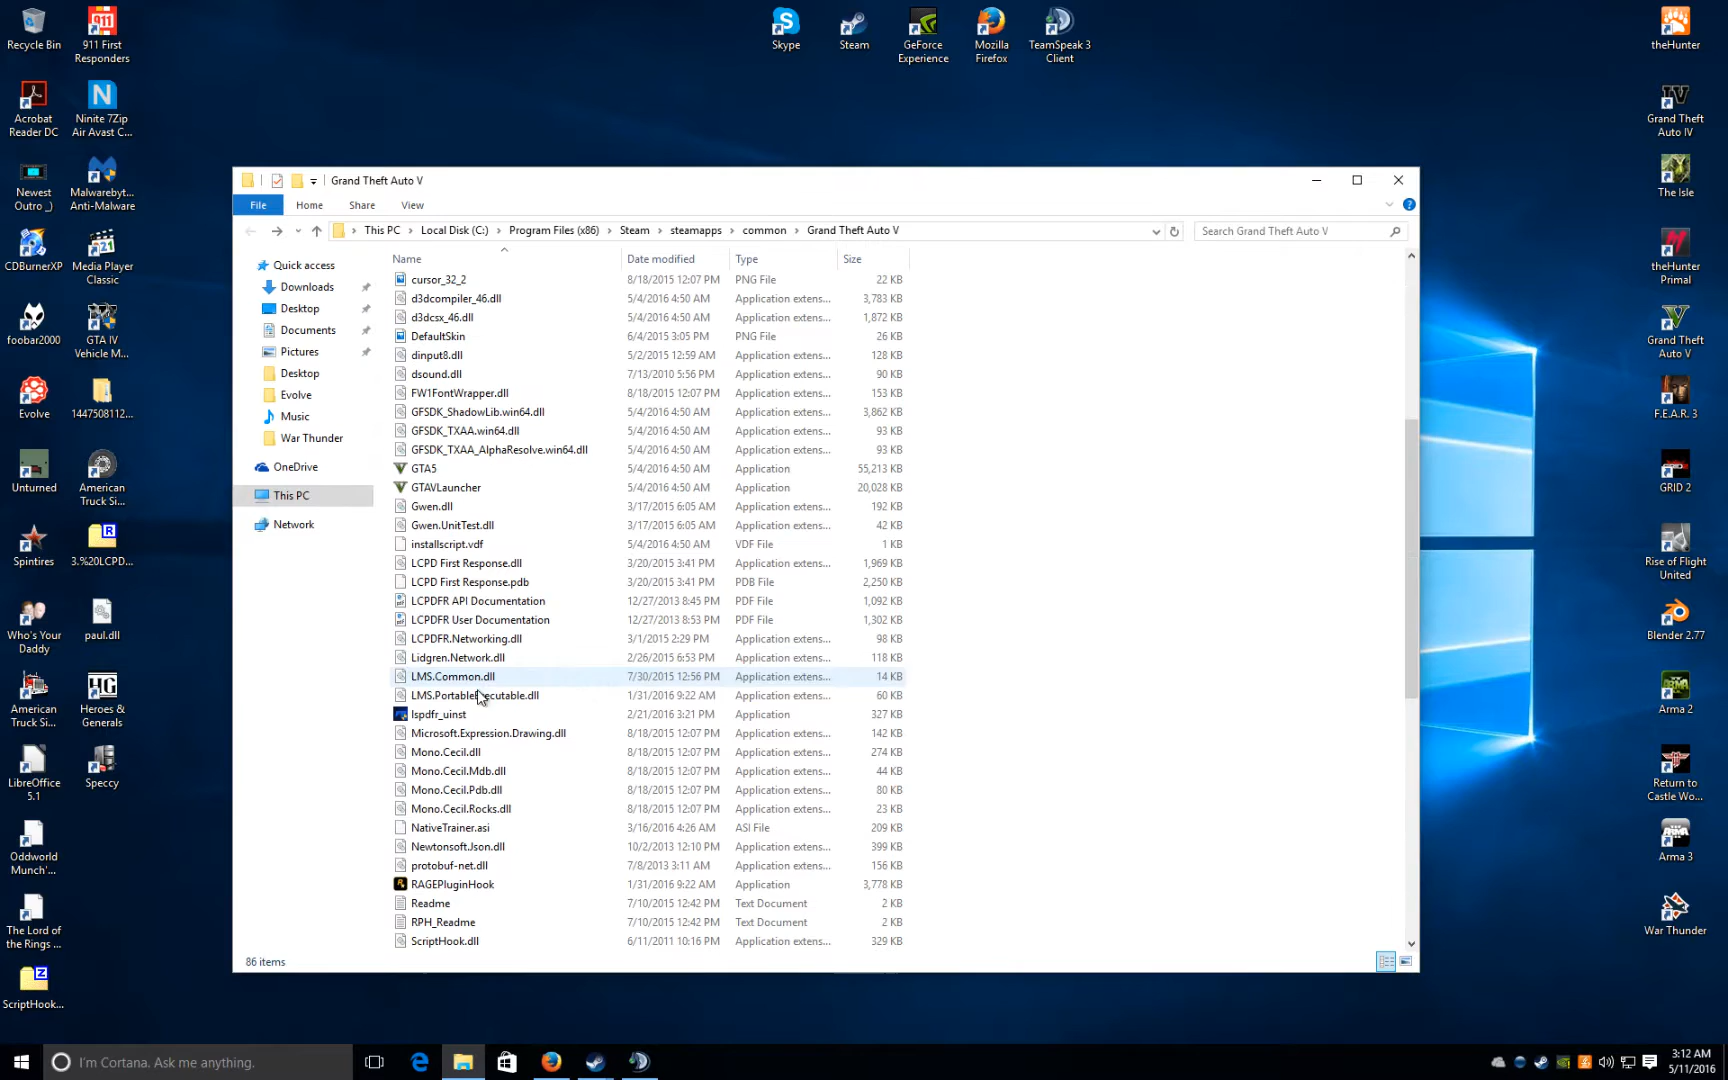 Recycle Bin
911 First
Responders
Acrobat
Reader DC
Ninite 7Zip
Air Avast C...
Newest
Outro _)
Malwarebyt...
Anti-Malware
CDBurnerXP
Media Player
Classic
foobar2000
GTA IV
Vehicle M...
Evolve
1447508112...
Unturned
American
Truck Si...
Spintires
3.%20LCPD...
Who's Your
Daddy
paul.dll
American
Truck Si...
Heroes &
Generals
LibreOffice
5.1
Speccy
Oddworld
Munch'...
The Lord of
the Rings ...
ScriptHook...
Skype
Steam
GeForce
Experience
Mozilla
Firefox
TeamSpeak 3
Client
Grand Theft Auto V
File Home Share View
This PC > Local Disk (C:) > Program Files (x86) > Steam > steamapps > common > Grand Theft Auto V
Search Grand Theft Auto V
Quick access
Downloads
Desktop
Documents
Pictures
Desktop
Evolve
Music
War Thunder
OneDrive
This PC
Network
Name Date modified Type Size
cursor_32_2 8/18/2015 12:07 PM PNG File 22 KB
d3dcompiler_46.dll 5/4/2016 4:50 AM Application extens... 3,783 KB
d3dcsx_46.dll 5/4/2016 4:50 AM Application extens... 1,872 KB
DefaultSkin 6/4/2015 3:05 PM PNG File 26 KB
dinput8.dll 5/2/2015 12:59 AM Application extens... 128 KB
dsound.dll 7/13/2010 5:56 PM Application extens... 90 KB
FW1FontWrapper.dll 8/18/2015 12:07 PM Application extens... 153 KB
GFSDK_ShadowLib.win64.dll 5/4/2016 4:50 AM Application extens... 3,862 KB
GFSDK_TXAA.win64.dll 5/4/2016 4:50 AM Application extens... 93 KB
GFSDK_TXAA_AlphaResolve.win64.dll 5/4/2016 4:50 AM Application extens... 93 KB
GTA5 5/4/2016 4:50 AM Application 55,213 KB
GTAVLauncher 5/4/2016 4:50 AM Application 20,028 KB
Gwen.dll 3/17/2015 6:05 AM Application extens... 192 KB
Gwen.UnitTest.dll 3/17/2015 6:05 AM Application extens... 42 KB
installscript.vdf 5/4/2016 4:50 AM VDF File 1 KB
LCPD First Response.dll 3/20/2015 3:41 PM Application extens... 1,969 KB
LCPD First Response.pdb 3/20/2015 3:41 PM PDB File 2,250 KB
LCPDFR API Documentation 12/27/2013 8:45 PM PDF File 1,092 KB
LCPDFR User Documentation 12/27/2013 8:53 PM PDF File 1,302 KB
LCPDFR.Networking.dll 3/1/2015 2:29 PM Application extens... 98 KB
Lidgren.Network.dll 2/26/2015 6:53 PM Application extens... 118 KB
LMS.Common.dll 7/30/2015 12:56 PM Application extens... 14 KB
LMS.PortableExecutable.dll 1/31/2016 9:22 AM Application extens... 60 KB
lspdfr_uinst 2/21/2016 3:21 PM Application 327 KB
Microsoft.Expression.Drawing.dll 8/18/2015 12:07 PM Application extens... 142 KB
Mono.Cecil.dll 8/18/2015 12:07 PM Application extens... 274 KB
Mono.Cecil.Mdb.dll 8/18/2015 12:07 PM Application extens... 44 KB
Mono.Cecil.Pdb.dll 8/18/2015 12:07 PM Application extens... 80 KB
Mono.Cecil.Rocks.dll 8/18/2015 12:07 PM Application extens... 23 KB
NativeTrainer.asi 3/16/2016 4:26 AM ASI File 209 KB
Newtonsoft.Json.dll 10/2/2013 12:10 PM Application extens... 399 KB
protobuf-net.dll 7/8/2013 3:11 AM Application extens... 156 KB
RAGEPluginHook 1/31/2016 9:22 AM Application 3,778 KB
Readme 7/10/2015 12:42 PM Text Document 2 KB
RPH_Readme 7/10/2015 12:42 PM Text Document 2 KB
ScriptHook.dll 6/11/2011 10:16 PM Application extens... 329 KB
86 items
theHunter
Grand Theft
Auto IV
The Isle
theHunter
Primal
Grand Theft
Auto V
F.E.A.R. 3
GRID 2
Rise of Flight
United
Blender 2.77
Arma 2
Return to
Castle Wo...
Arma 3
War Thunder
I'm Cortana. Ask me anything.
3:12 AM
5/11/2016